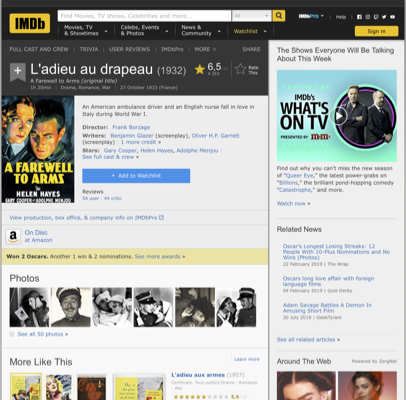 IMDb
Find Movies, TV shows, Celebrities and more...
All
IMDbPro
Help
Movies, TV
& Showtimes
Celebs, Events
& Photos
News &
Community
Watchlist
Sign in
FULL CAST AND CREW | TRIVIA | USER REVIEWS | IMDbPro | MORE
SHARE
L'adieu au drapeau (1932)
A Farewell to Arms (original title)
1h 20min | Drama, Romance, War | 27 October 1933 (France)
6,5
Rate
This
A FAREWELL
TO ARMS
HELEN HAYES
GARY COOPER - ADOLPHE MENJOU
An American ambulance driver and an English nurse fall in love in
Italy during World War I.
Director: Frank Borzage
Writers: Benjamin Glazer (screenplay), Oliver H.P. Garrett
(screenplay) | 1 more credit »
Stars: Gary Cooper, Helen Hayes, Adolphe Menjou |
See full cast & crew »
+ Add to Watchlist
Reviews
54 user | 44 critic
View production, box office, & company info on IMDbPro
a
On Disc
at Amazon
Won 2 Oscars. Another 1 win & 2 nominations. See more awards »
Photos
See all 50 photos »
More Like This
Learn more
L'adieu aux armes (1957)
The Shows Everyone Will Be Talking
About This Week
IMDb's
WHAT'S
ON TV
PRESENTED BY
Find out why you can't miss the new season
of "Queer Eye," the latest power-grabs on
"Billions," the brilliant pond-hopping comedy
"Catastrophe," and more.
Watch now »
Related News
Oscar's Longest Losing Streaks: 12
People With 10-Plus Nominations and No
Wins (Photos)
22 February 2019 | The Wrap
Oscars long love affair with foreign
language films
04 February 2019 | Gold Derby
Adam Savage Battles A Demon In
Amusing Short Film
30 July 2018 | GeekTyrant
See all related articles »
Around The Web
Powered by ZergNet